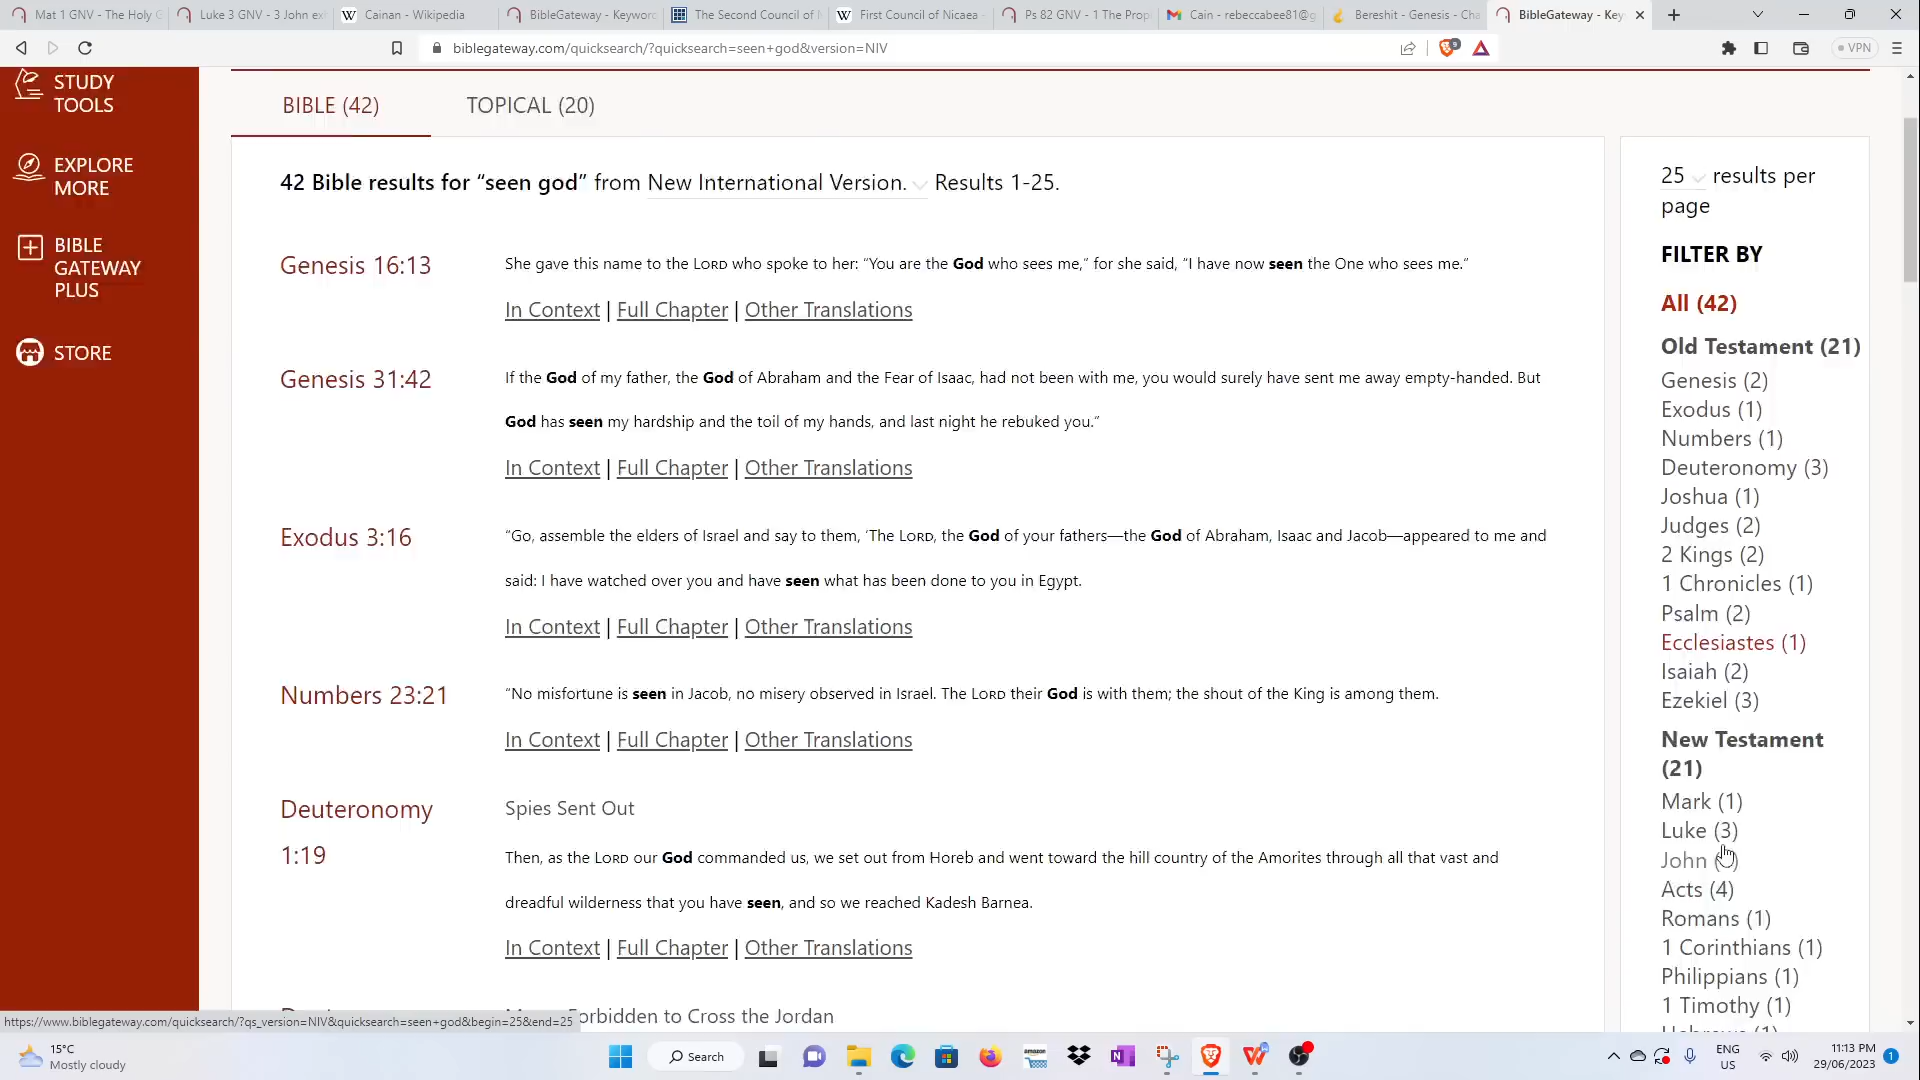 Mat 1 GNV - The Holy G
Luke 3 GNV - 3 John ex
Cainan - Wikipedia
BibleGateway - Keyword
The Second Council of
First Council of Nicaea -
Ps 82 GNV - 1 The Prop
Cain - rebeccabee81@g
Bereshit - Genesis - Cha
BibleGateway - Key
biblegateway.com/quicksearch/?quicksearch=seen+god&version=NIV
VPN
STUDY
TOOLS
EXPLORE
MORE
BIBLE
GATEWAY
PLUS
STORE
BIBLE (42)
TOPICAL (20)
42 Bible results for “seen god” from New International Version. Results 1-25.
Genesis 16:13
She gave this name to the LORD who spoke to her: “You are the God who sees me,” for she said, “I have now seen the One who sees me.”
In Context | Full Chapter | Other Translations
Genesis 31:42
If the God of my father, the God of Abraham and the Fear of Isaac, had not been with me, you would surely have sent me away empty-handed. But
God has seen my hardship and the toil of my hands, and last night he rebuked you.”
In Context | Full Chapter | Other Translations
Exodus 3:16
“Go, assemble the elders of Israel and say to them, ‘The LORD, the God of your fathers—the God of Abraham, Isaac and Jacob—appeared to me and
said: I have watched over you and have seen what has been done to you in Egypt.
In Context | Full Chapter | Other Translations
Numbers 23:21
“No misfortune is seen in Jacob, no misery observed in Israel. The LORD their God is with them; the shout of the King is among them.
In Context | Full Chapter | Other Translations
Deuteronomy
1:19
Spies Sent Out
Then, as the LORD our God commanded us, we set out from Horeb and went toward the hill country of the Amorites through all that vast and
dreadful wilderness that you have seen, and so we reached Kadesh Barnea.
In Context | Full Chapter | Other Translations
Forbidden to Cross the Jordan
25 results per
page
FILTER BY
All (42)
Old Testament (21)
Genesis (2)
Exodus (1)
Numbers (1)
Deuteronomy (3)
Joshua (1)
Judges (2)
2 Kings (2)
1 Chronicles (1)
Psalm (2)
Ecclesiastes (1)
Isaiah (2)
Ezekiel (3)
New Testament
(21)
Mark (1)
Luke (3)
John
Acts (4)
Romans (1)
1 Corinthians (1)
Philippians (1)
1 Timothy (1)
https://www.biblegateway.com/quicksearch/?qs_version=NIV&quicksearch=seen+god&begin=25&end=25
15°C
Mostly cloudy
Search
amazon
ENG
US
11:13 PM
29/06/2023
1